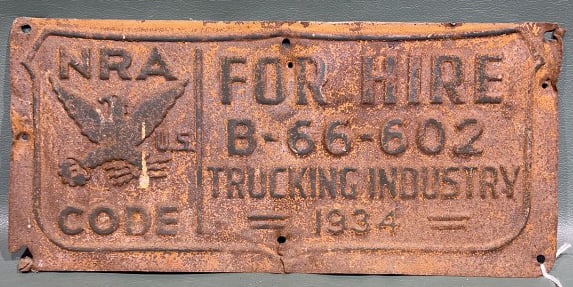 NRA
U.S.
CODE
FOR HIRE
B-66-602
TRUCKING INDUSTRY
= 1934 =